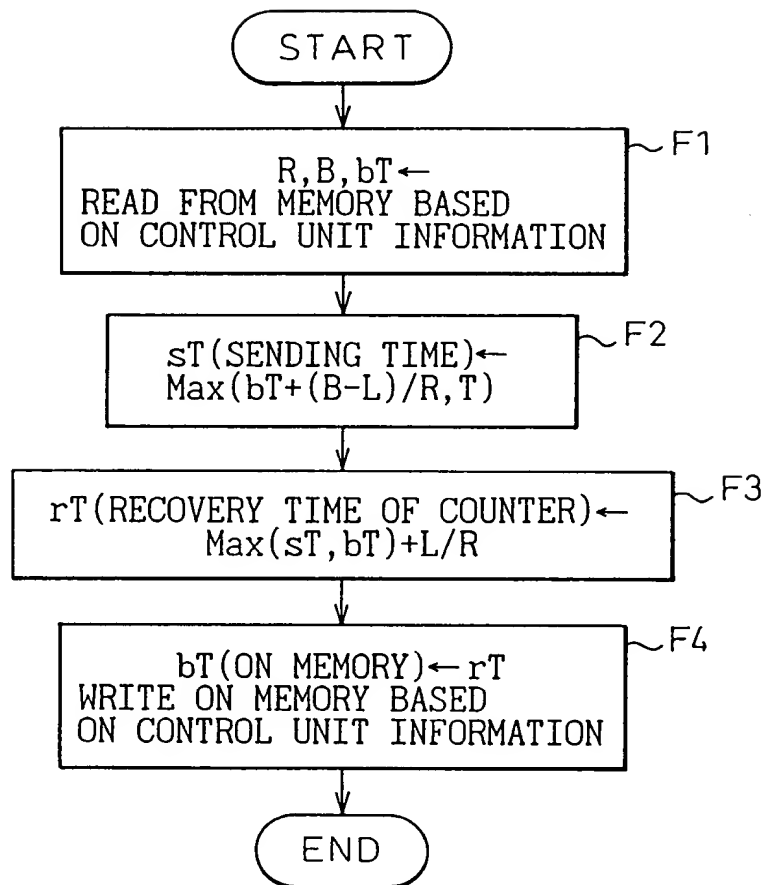 START
F1
R,B,bT←
READ FROM MEMORY BASED
ON CONTROL UNIT INFORMATION
F2
sT(SENDING TIME)←
Max(bT+(B-L)/R,T)
F3
rT(RECOVERY TIME OF COUNTER)←
Max(sT,bT)+L/R
F4
bT(ON MEMORY)←rT
WRITE ON MEMORY BASED
ON CONTROL UNIT INFORMATION
END